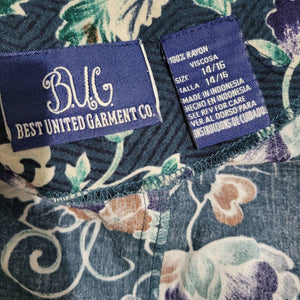 BUG
BEST UNITED GARMENT CO.
100% RAYON
VISCOSA
SIZE 14/16
TALLA 14/16
MADE IN INDONESIA
HECHO EN INDONESIA
SEE REV FOR CARE
VER AL DORSO PARA
INSTRUCCIONES DE CUIDADO